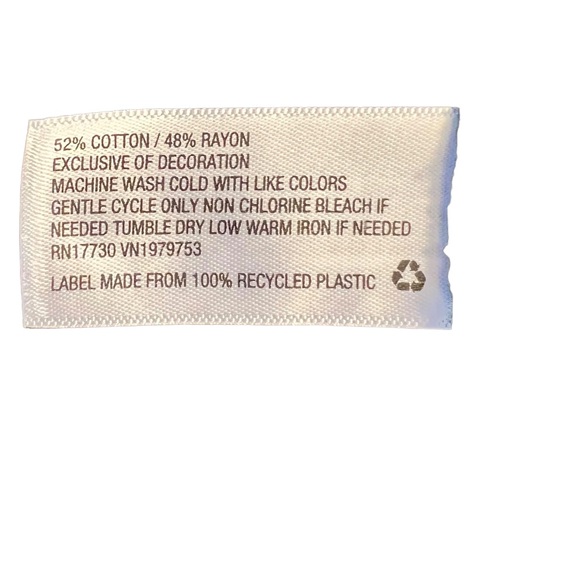 52% COTTON / 48% RAYON
EXCLUSIVE OF DECORATION
MACHINE WASH COLD WITH LIKE COLORS
GENTLE CYCLE ONLY NON CHLORINE BLEACH IF
NEEDED TUMBLE DRY LOW WARM IRON IF NEEDED
RN17730 VN1979753
LABEL MADE FROM 100% RECYCLED PLASTIC